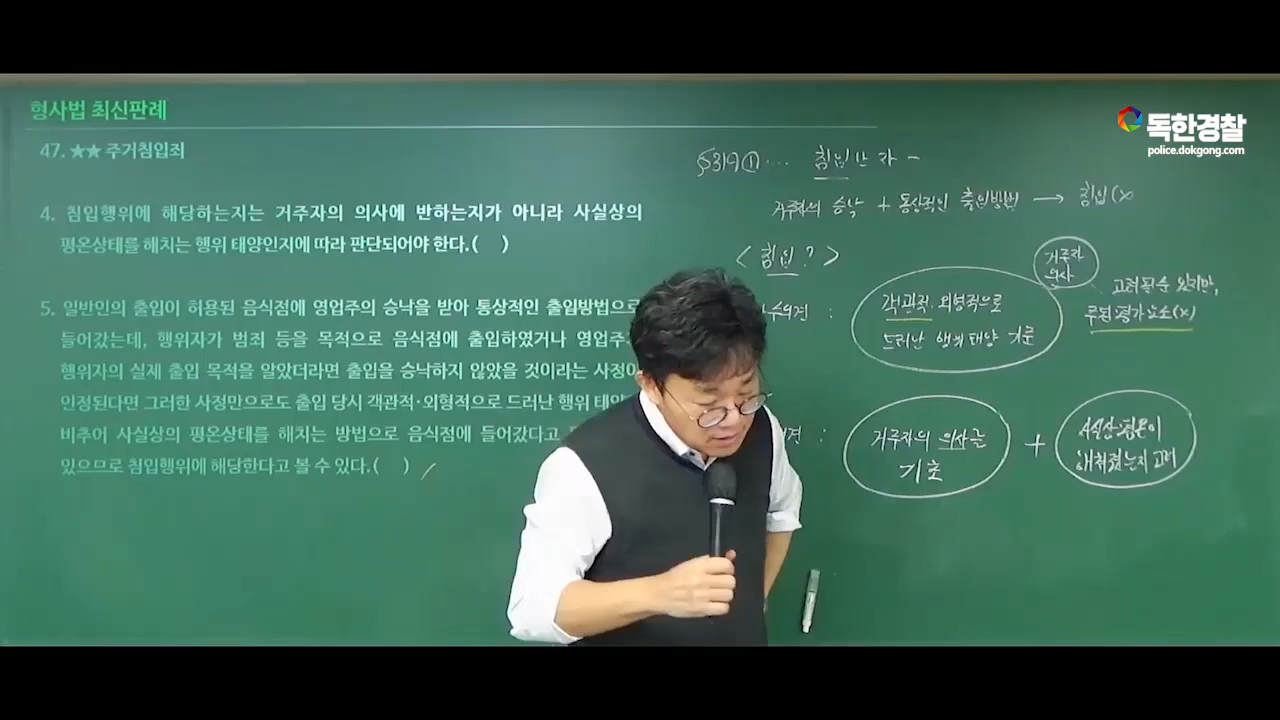 형사법 최신판례
독한경찰
police.dokgong.com
47. ★★ 주거침입죄
§319① ... 침입한 자 -
4. 침입행위에 해당하는지는 거주자의 의사에 반하는지가 아니라 사실상의
평온상태를 해치는 행위 태양인지에 따라 판단되어야 한다.( )
거주자의 승낙 + 통상적인 출입방법 → 침입(x
<침입?>
거주자
의사
고려될 수 있지만,
주된 평가요소(x)
5. 일반인의 출입이 허용된 음식점에 영업주의 승낙을 받아 통상적인 출입방법으로
들어갔는데, 행위자가 범죄 등을 목적으로 음식점에 출입하였거나 영업주
행위자의 실제 출입 목적을 알았더라면 출입을 승낙하지 않았을 것이라는 사정이
인정된다면 그러한 사정만으로도 출입 당시 객관적·외형적으로 드러난 행위 태양
비추어 사실상의 평온상태를 해치는 방법으로 음식점에 들어갔다고
있으므로 침입행위에 해당한다고 볼 수 있다.( )
수의견 :
객관적·외형적으로
드러난 행위태양 기준
견 :
거주자의 의사는
기초
+
사실상 평온이
해쳐졌는지 고려